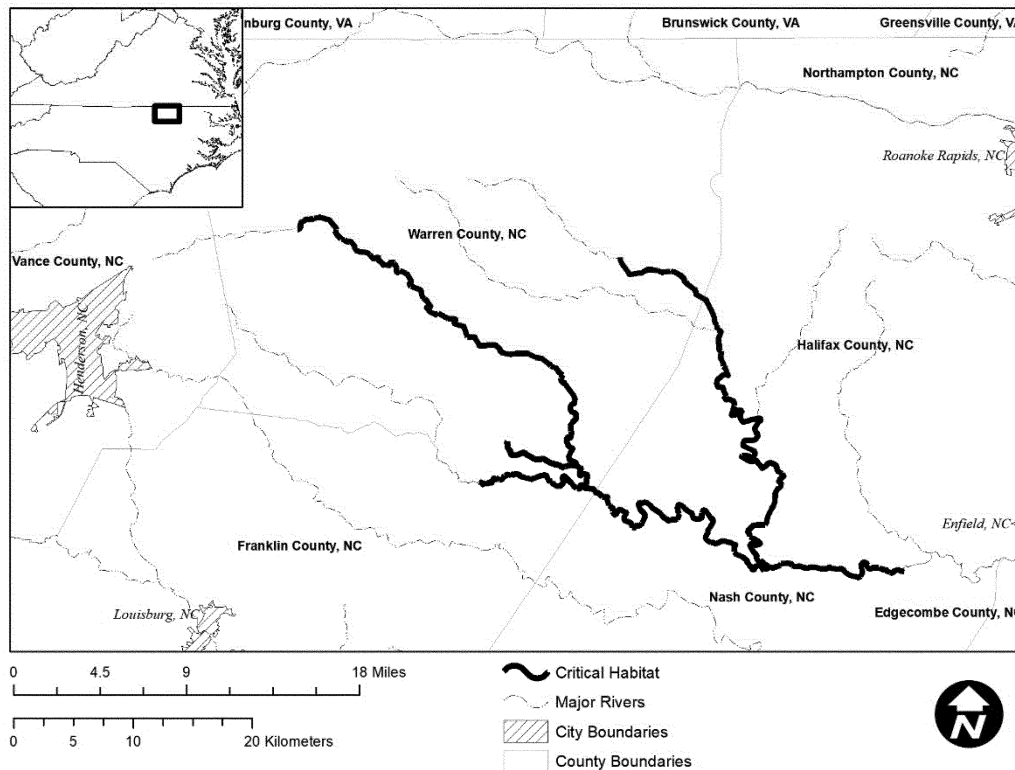 nburg County, VA
Brunswick County, VA
Greensville County, VA
Northampton County, NC
Roanoke Rapids, NC
Warren County, NC
Vance County, NC
Henderson, NC
Halifax County, NC
Enfield, NC
Franklin County, NC
Nash County, NC
Louisburg, NC
Edgecombe County, NC
0 4.5 9 18 Miles
0 5 10 20 Kilometers
Critical Habitat
Major Rivers
City Boundaries
County Boundaries
N